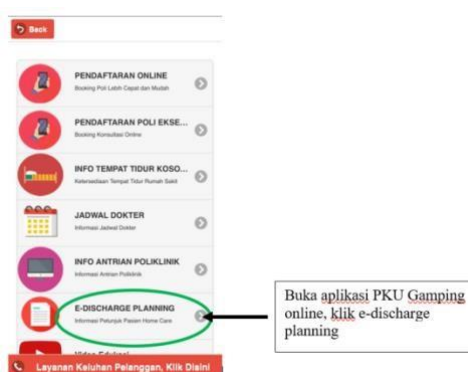 Back
PENDAFTARAN ONLINE
Booking Poli Lebih Cepat dan Mudah
PENDAFTARAN POLI EKSE...
Booking Konsultasi Online
INFO TEMPAT TIDUR KOSO...
Ketersediaan Tempat Tidur Rumah Sakit
JADWAL DOKTER
Informasi Jadwal Dokter
INFO ANTRIAN POLIKLINIK
Informasi Antrian Poliklinik
E-DISCHARGE PLANNING
Informasi Petunjuk Pasien Home Care
Video Edukasi
Layanan Keluhan Pelanggan, Klik Disini
Buka aplikasi PKU Gamping
online, klik e-discharge
planning